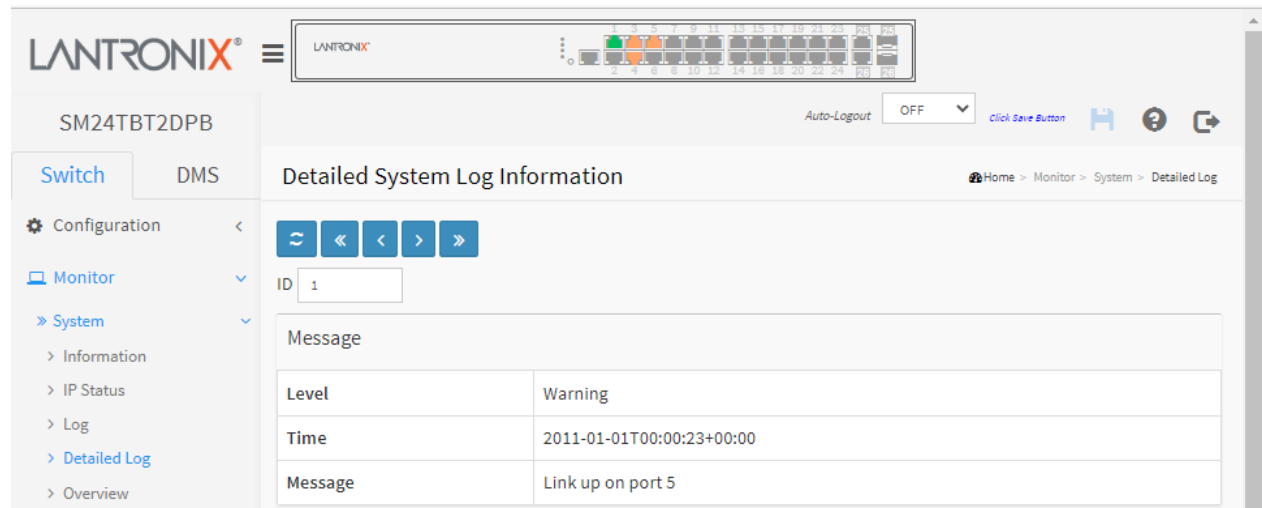 LANTRONIX®
LANTRONIX
1 3 5 7 9 11 13 15 17 19 21 23 25 25
2 4 6 8 10 12 14 16 18 20 22 24 26 26
SM24TBT2DPB
Auto-Logout OFF Click Save Button
Switch DMS
Detailed System Log Information
Home > Monitor > System > Detailed Log
Configuration
Monitor
System
Information
IP Status
Log
Detailed Log
Overview
ID 1
Message
Level Warning
Time 2011-01-01T00:00:23+00:00
Message Link up on port 5